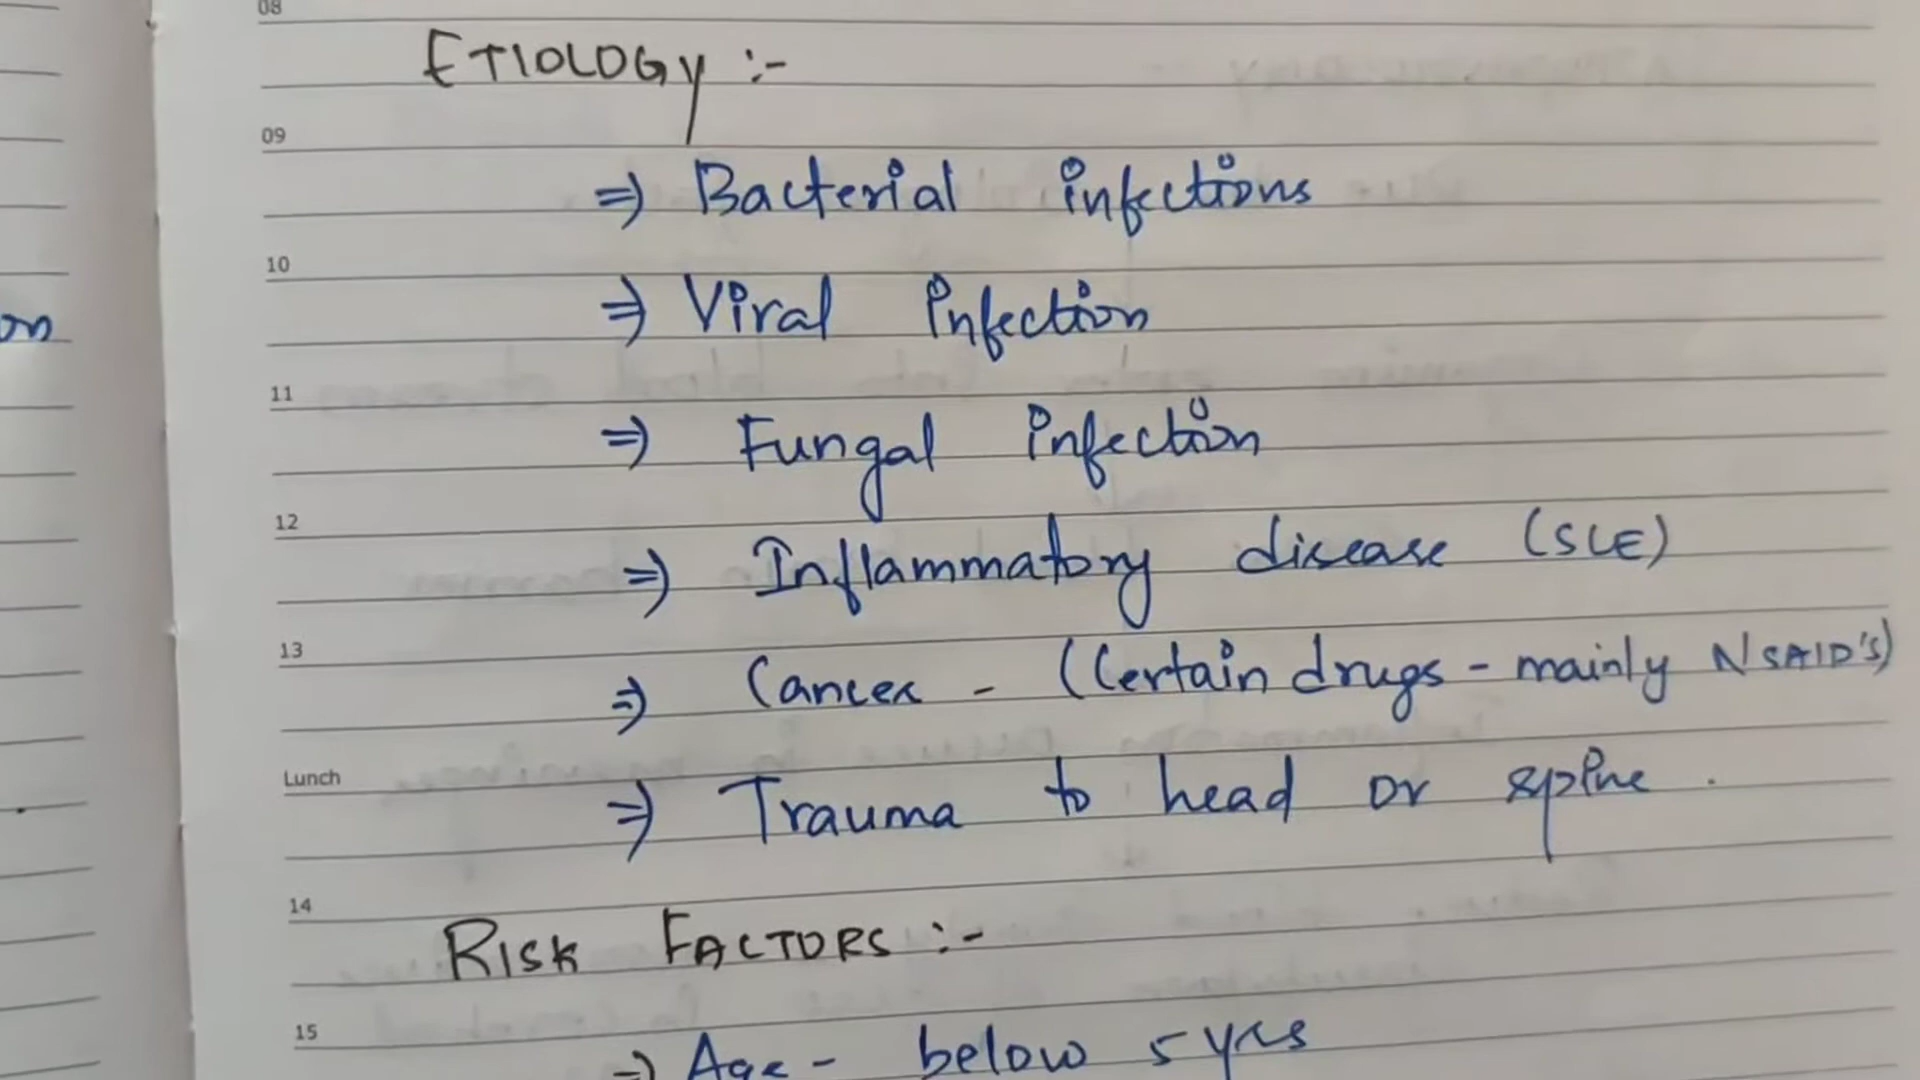 08
ETIOLOGY :-
09
⇒ Bacterial infections
10
⇒ Viral infection
on
11
⇒ Fungal infection
12
⇒ Inflammatory disease (SLE)
13
⇒ Cancer - (Certain drugs - mainly NSAID's)
Lunch
⇒ Trauma to head or spine .
14
RISK FACTORS :-
15
⇒ Age - below 5 yrs